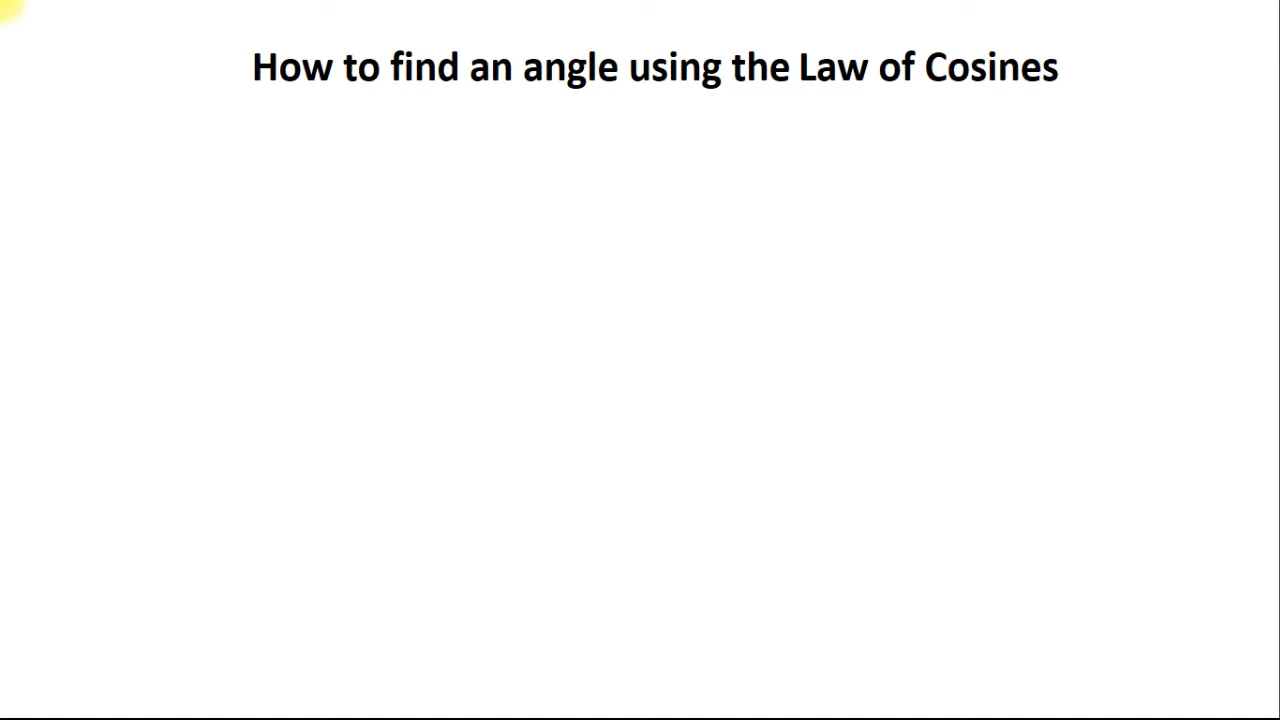 How to find an angle using the Law of Cosines